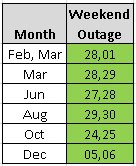 Month Weekend Outage
Feb, Mar 28,01
Mar 28,29
Jun 27,28
Aug 29,30
Oct 24,25
Dec 05,06